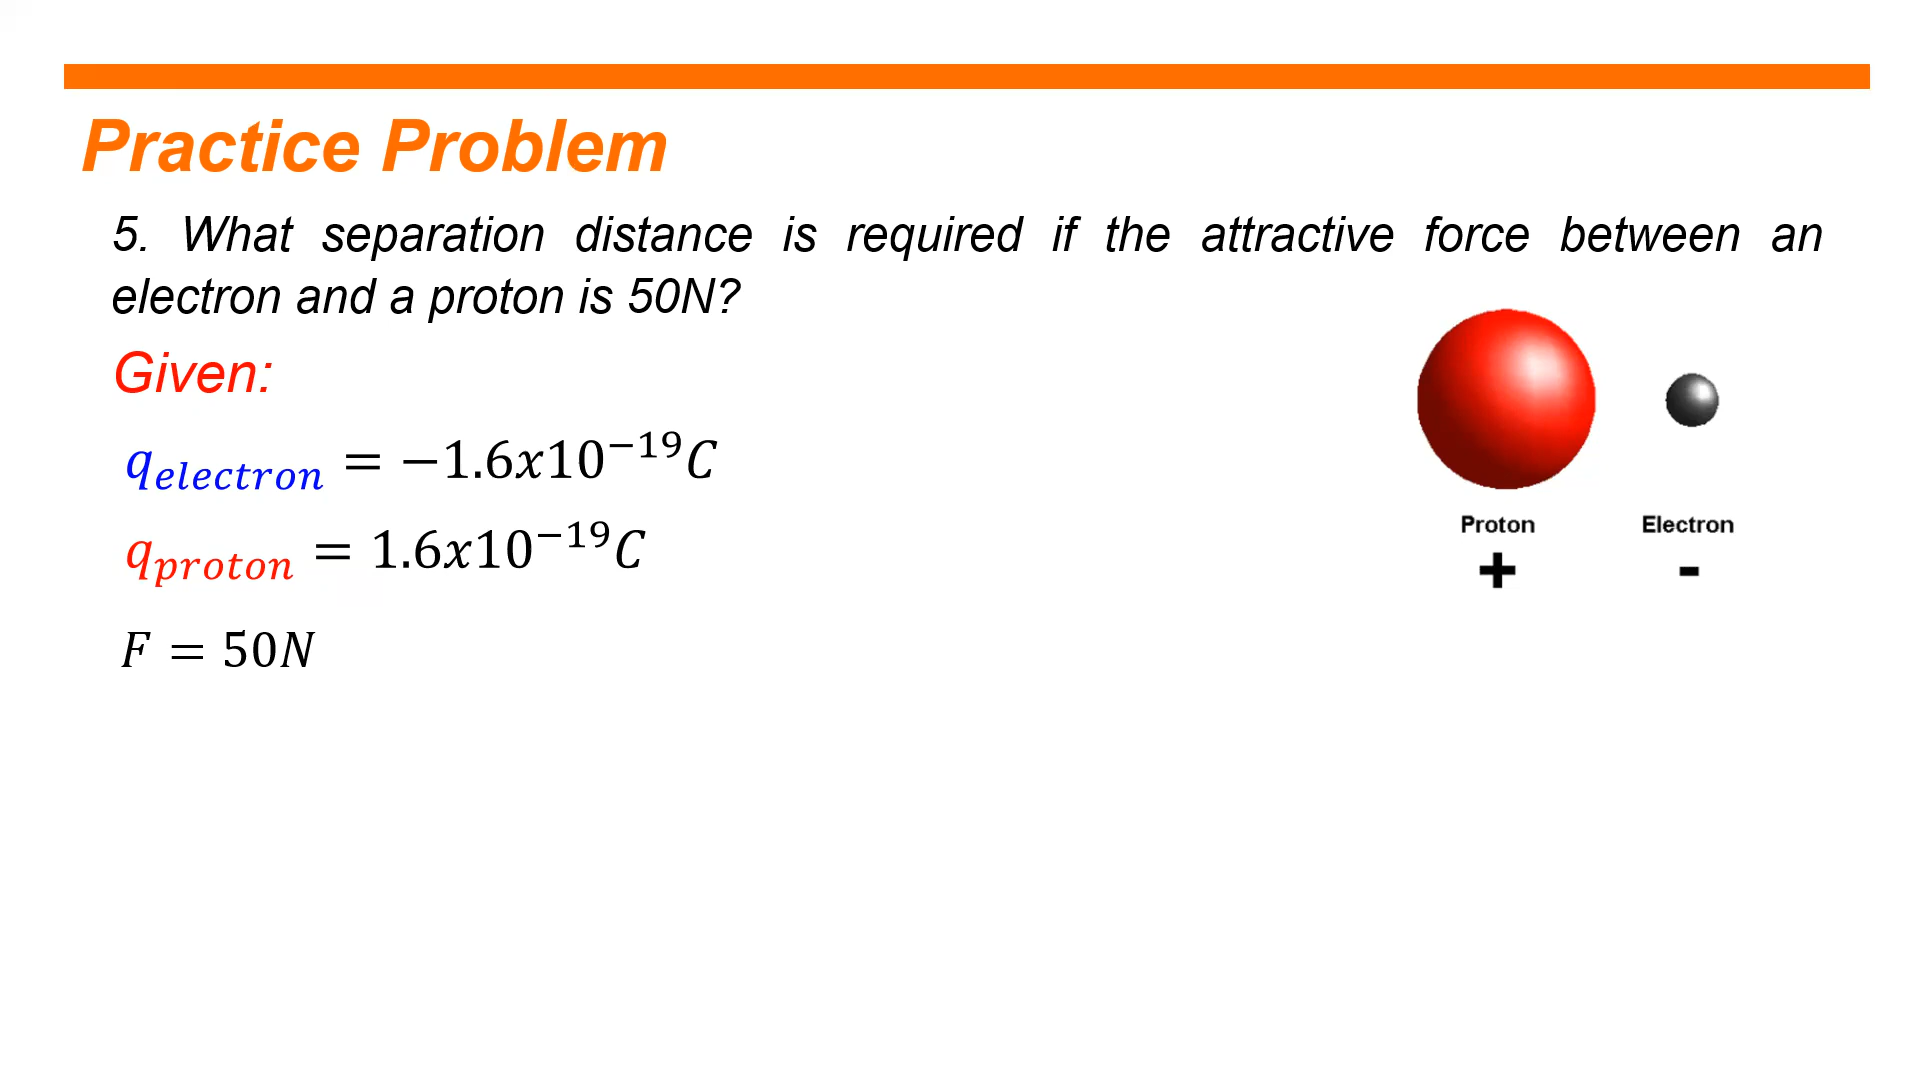 Practice Problem
5. What separation distance is required if the attractive force between an
electron and a proton is 50N?
Given:
q_electron = −1.6x10^−19 C
q_proton = 1.6x10^−19 C
F = 50N
Proton Electron
+ -